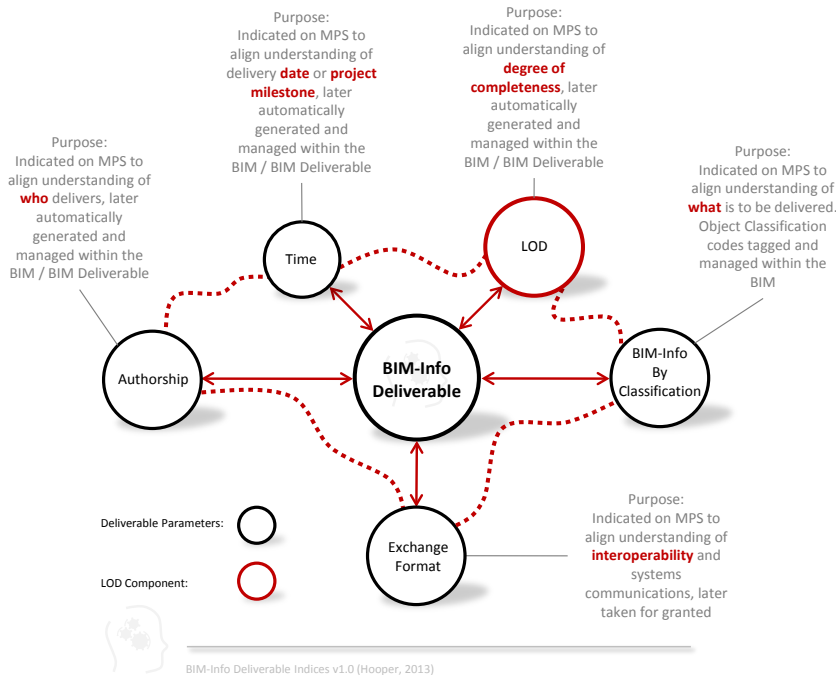 Purpose:
Indicated on MPS to
align understanding of
delivery date or project
milestone, later
automatically
generated and
managed within the
BIM / BIM Deliverable
Purpose:
Indicated on MPS to
align understanding of
degree of
completeness, later
automatically
generated and
managed within the
BIM / BIM Deliverable
Purpose:
Indicated on MPS to
align understanding of
who delivers, later
automatically
generated and
managed within the
BIM / BIM Deliverable
Purpose:
Indicated on MPS to
align understanding of
what is to be delivered.
Object Classification
codes tagged and
managed within the
BIM
Time
LOD
Authorship
BIM-Info
Deliverable
BIM-Info
By
Classification
Exchange
Format
Purpose:
Indicated on MPS to
align understanding of
interoperability and
systems
communications, later
taken for granted
Deliverable Parameters:
LOD Component:
BIM-Info Deliverable Indices v1.0 (Hooper, 2013)